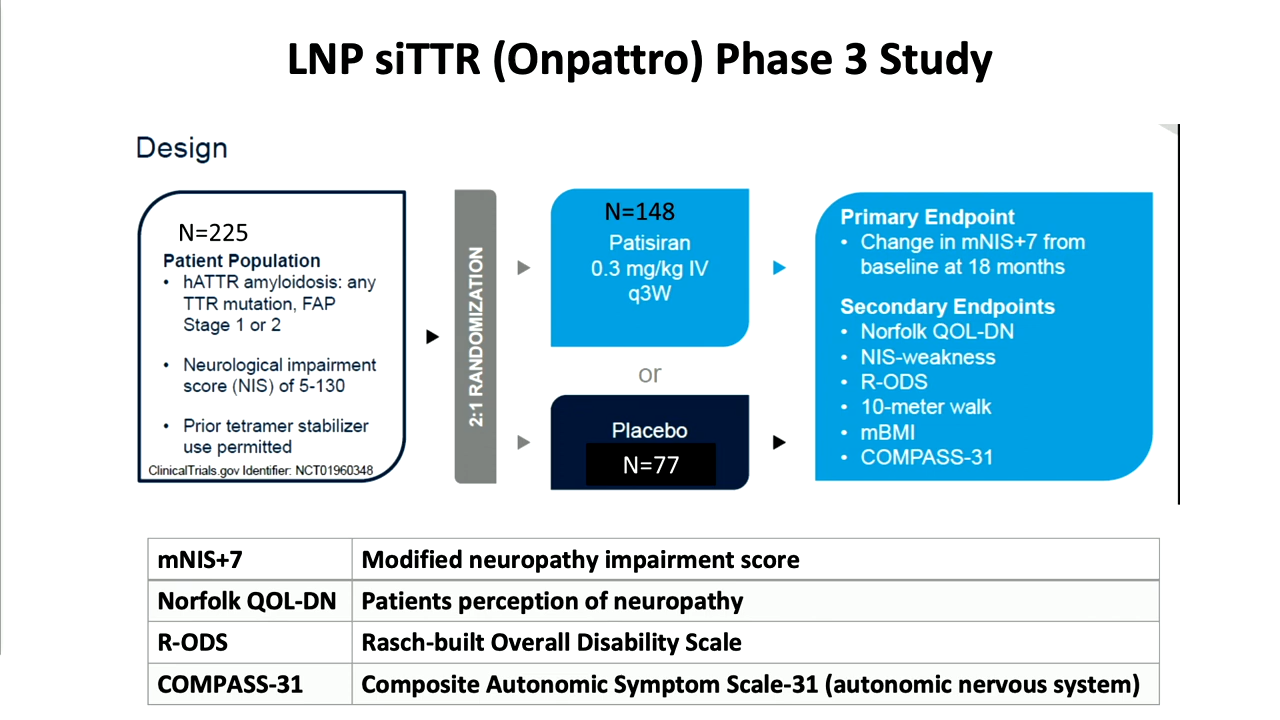 LNP siTTR (Onpattro) Phase 3 Study
Design
N=225
Patient Population
• hATTR amyloidosis: any
TTR mutation, FAP
Stage 1 or 2
• Neurological impairment
score (NIS) of 5-130
• Prior tetramer stabilizer
use permitted
ClinicalTrials.gov Identifier: NCT01960348
2:1 RANDOMIZATION
N=148
Patisiran
0.3 mg/kg IV
q3W
or
Placebo
N=77
Primary Endpoint
• Change in mNIS+7 from
baseline at 18 months
Secondary Endpoints
• Norfolk QOL-DN
• NIS-weakness
• R-ODS
• 10-meter walk
• mBMI
• COMPASS-31
mNIS+7 Modified neuropathy impairment score
Norfolk QOL-DN Patients perception of neuropathy
R-ODS Rasch-built Overall Disability Scale
COMPASS-31 Composite Autonomic Symptom Scale-31 (autonomic nervous system)